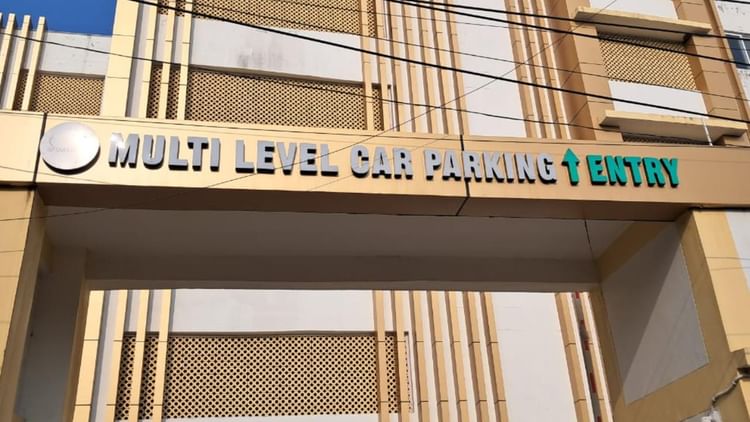 MULTI LEVEL CAR PARKING ↑ ENTRY